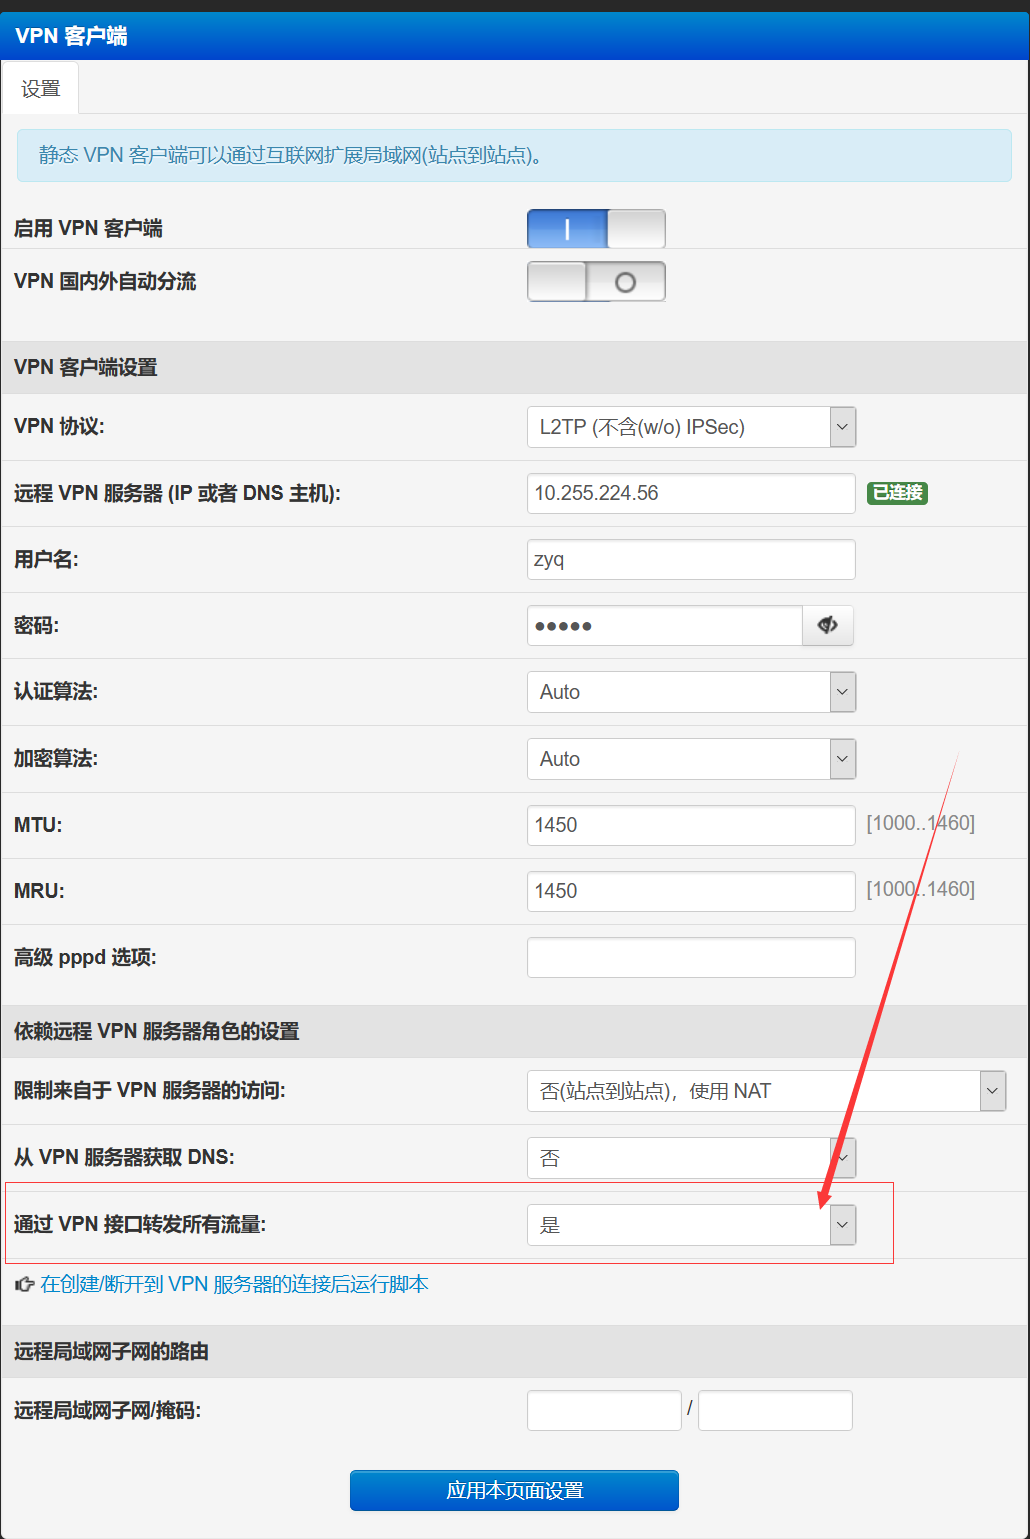 VPN 客户端
设置
静态 VPN 客户端可以通过互联网扩展局域网(站点到站点)。
启用 VPN 客户端
VPN 国内外自动分流
VPN 客户端设置
VPN 协议: L2TP (不含(w/o) IPSec)
远程 VPN 服务器 (IP 或者 DNS 主机): 10.255.224.56 已连接
用户名: zyq
密码: ●●●●●
认证算法: Auto
加密算法: Auto
MTU: 1450 [1000..1460]
MRU: 1450 [1000..1460]
高级 pppd 选项:
依赖远程 VPN 服务器角色的设置
限制来自于 VPN 服务器的访问: 否(站点到站点)，使用 NAT
从 VPN 服务器获取 DNS: 否
通过 VPN 接口转发所有流量: 是
在创建/断开到 VPN 服务器的连接后运行脚本
远程局域网子网的路由
远程局域网子网/掩码: /
应用本页面设置